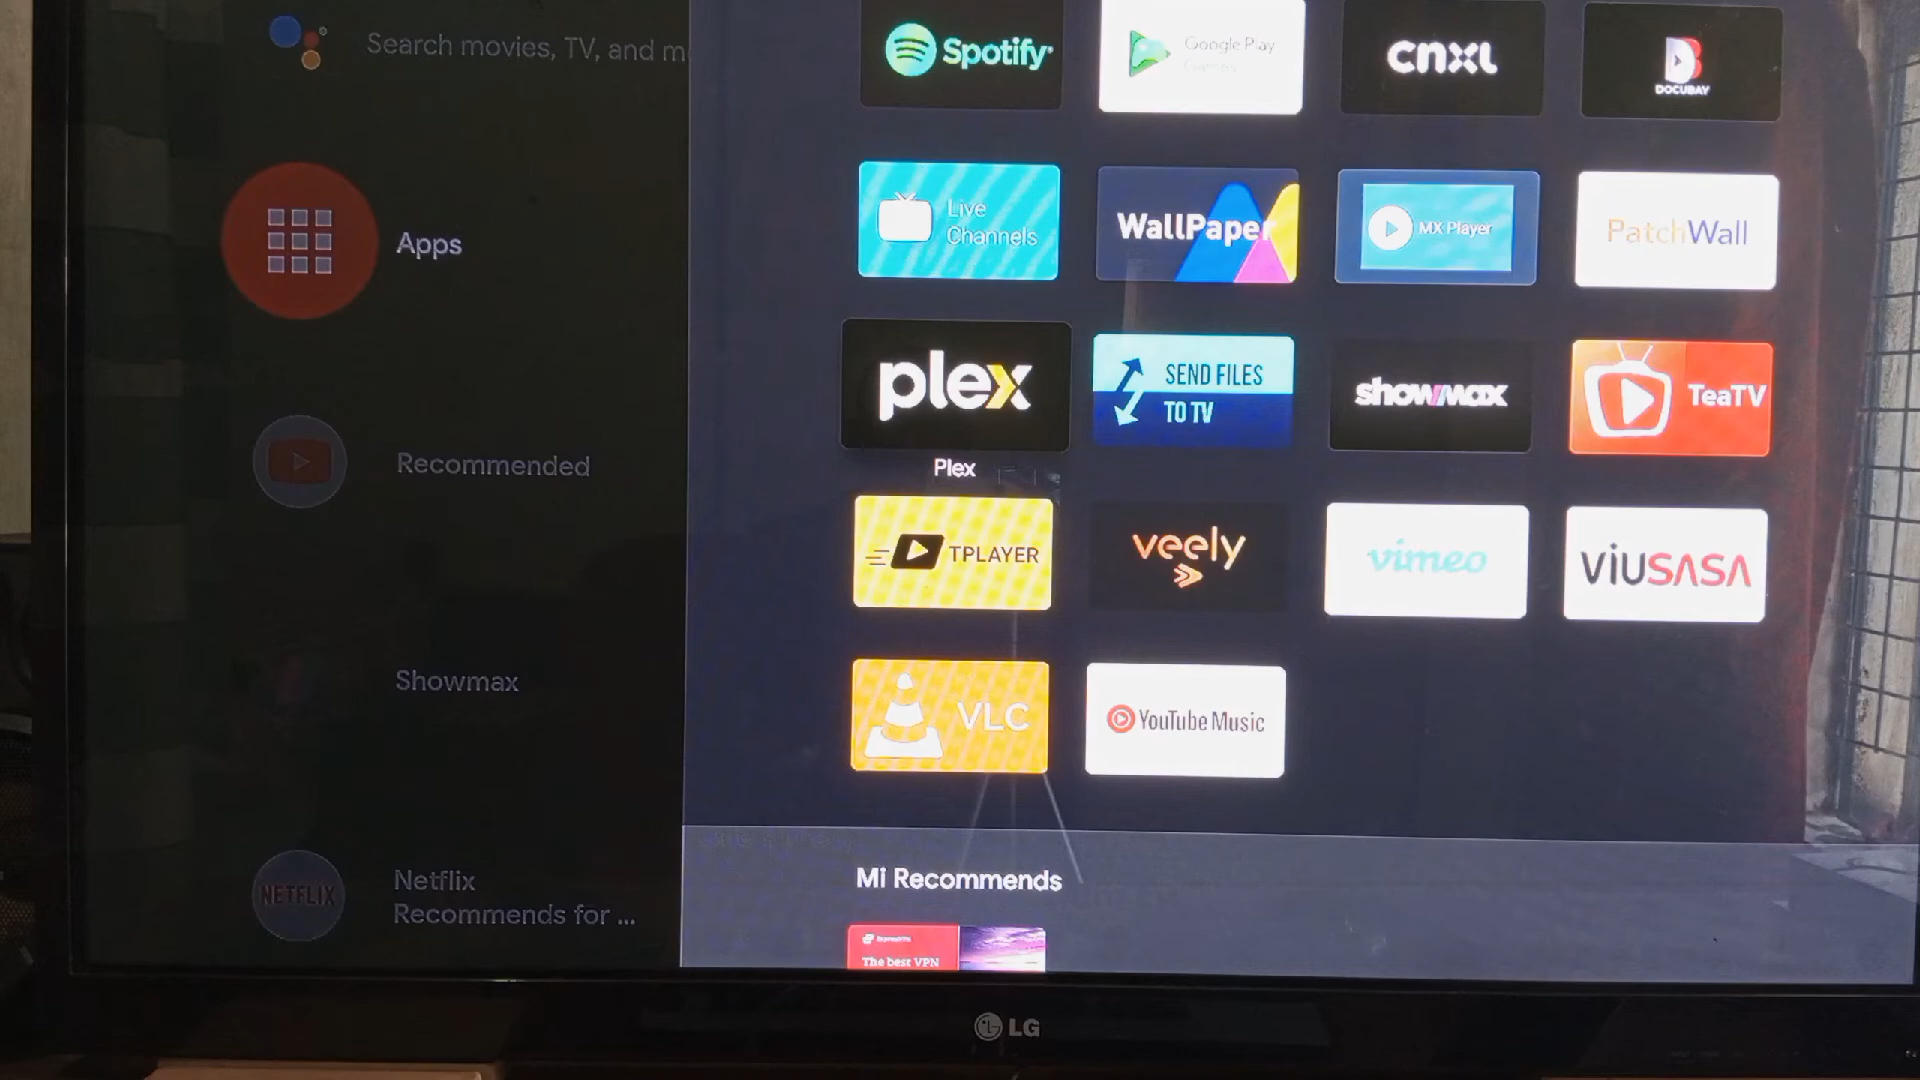 Search movies, TV, and m
Spotify
Google Play
Games
CNXL
DOCUBAY
Apps
Live
Channels
WallPaper
MX Player
PatchWall
plex
SEND FILES
TO TV
showmax
TeaTV
Recommended
Plex
TPLAYER
veely
vimeo
viusasa
Showmax
VLC
YouTube Music
Netflix
Recommends for ...
NETFLIX
Mi Recommends
The best VPN
LG